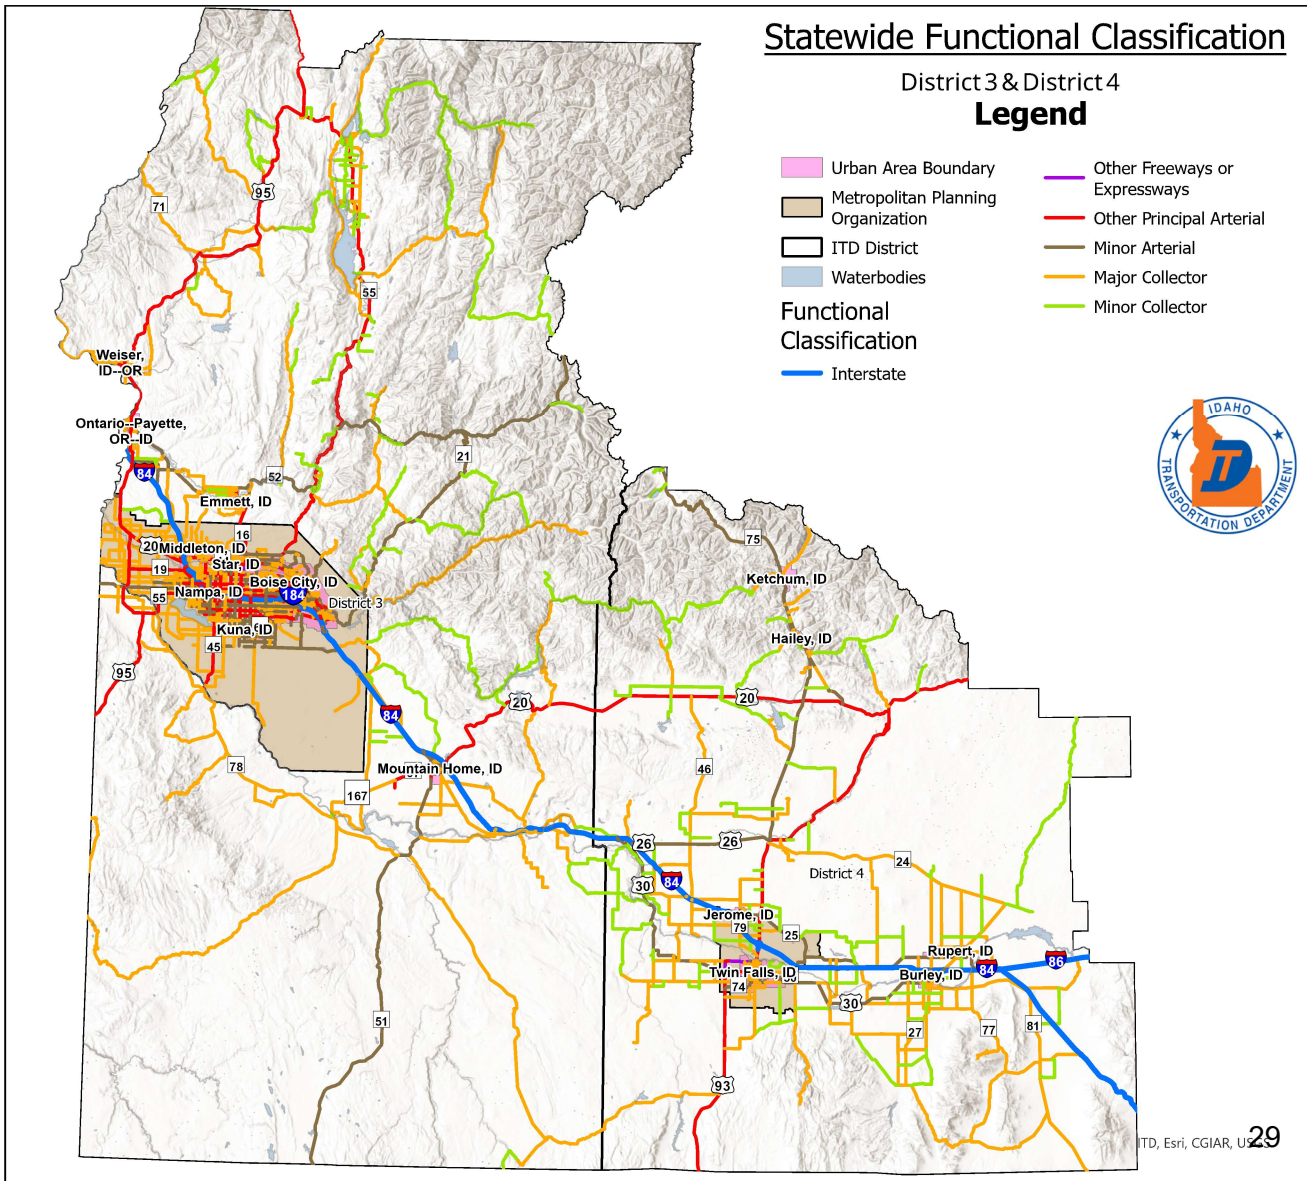 Statewide Functional Classification
District 3 & District 4
Legend
Urban Area Boundary
Metropolitan Planning
Organization
ITD District
Waterbodies
Functional
Classification
Interstate
Other Freeways or
Expressways
Other Principal Arterial
Minor Arterial
Major Collector
Minor Collector
IDAHO
TRANSPORTATION DEPARTMENT
ITD
95
71
55
Weiser,
ID--OR
Ontario--Payette,
OR--ID
84
21
52
Emmett, ID
16
20
Middleton, ID
Star, ID
19
Boise City, ID
184
55
Nampa, ID
District 3
Kuna, ID
45
95
75
Ketchum, ID
Hailey, ID
20
20
84
78
Mountain Home, ID
167
46
26
26
24
30
84
District 4
Jerome, ID
79
25
Rupert, ID
86
84
Twin Falls, ID
Burley, ID
74
30
51
27
77
81
93
ITD, Esri, CGIAR, USGS
29